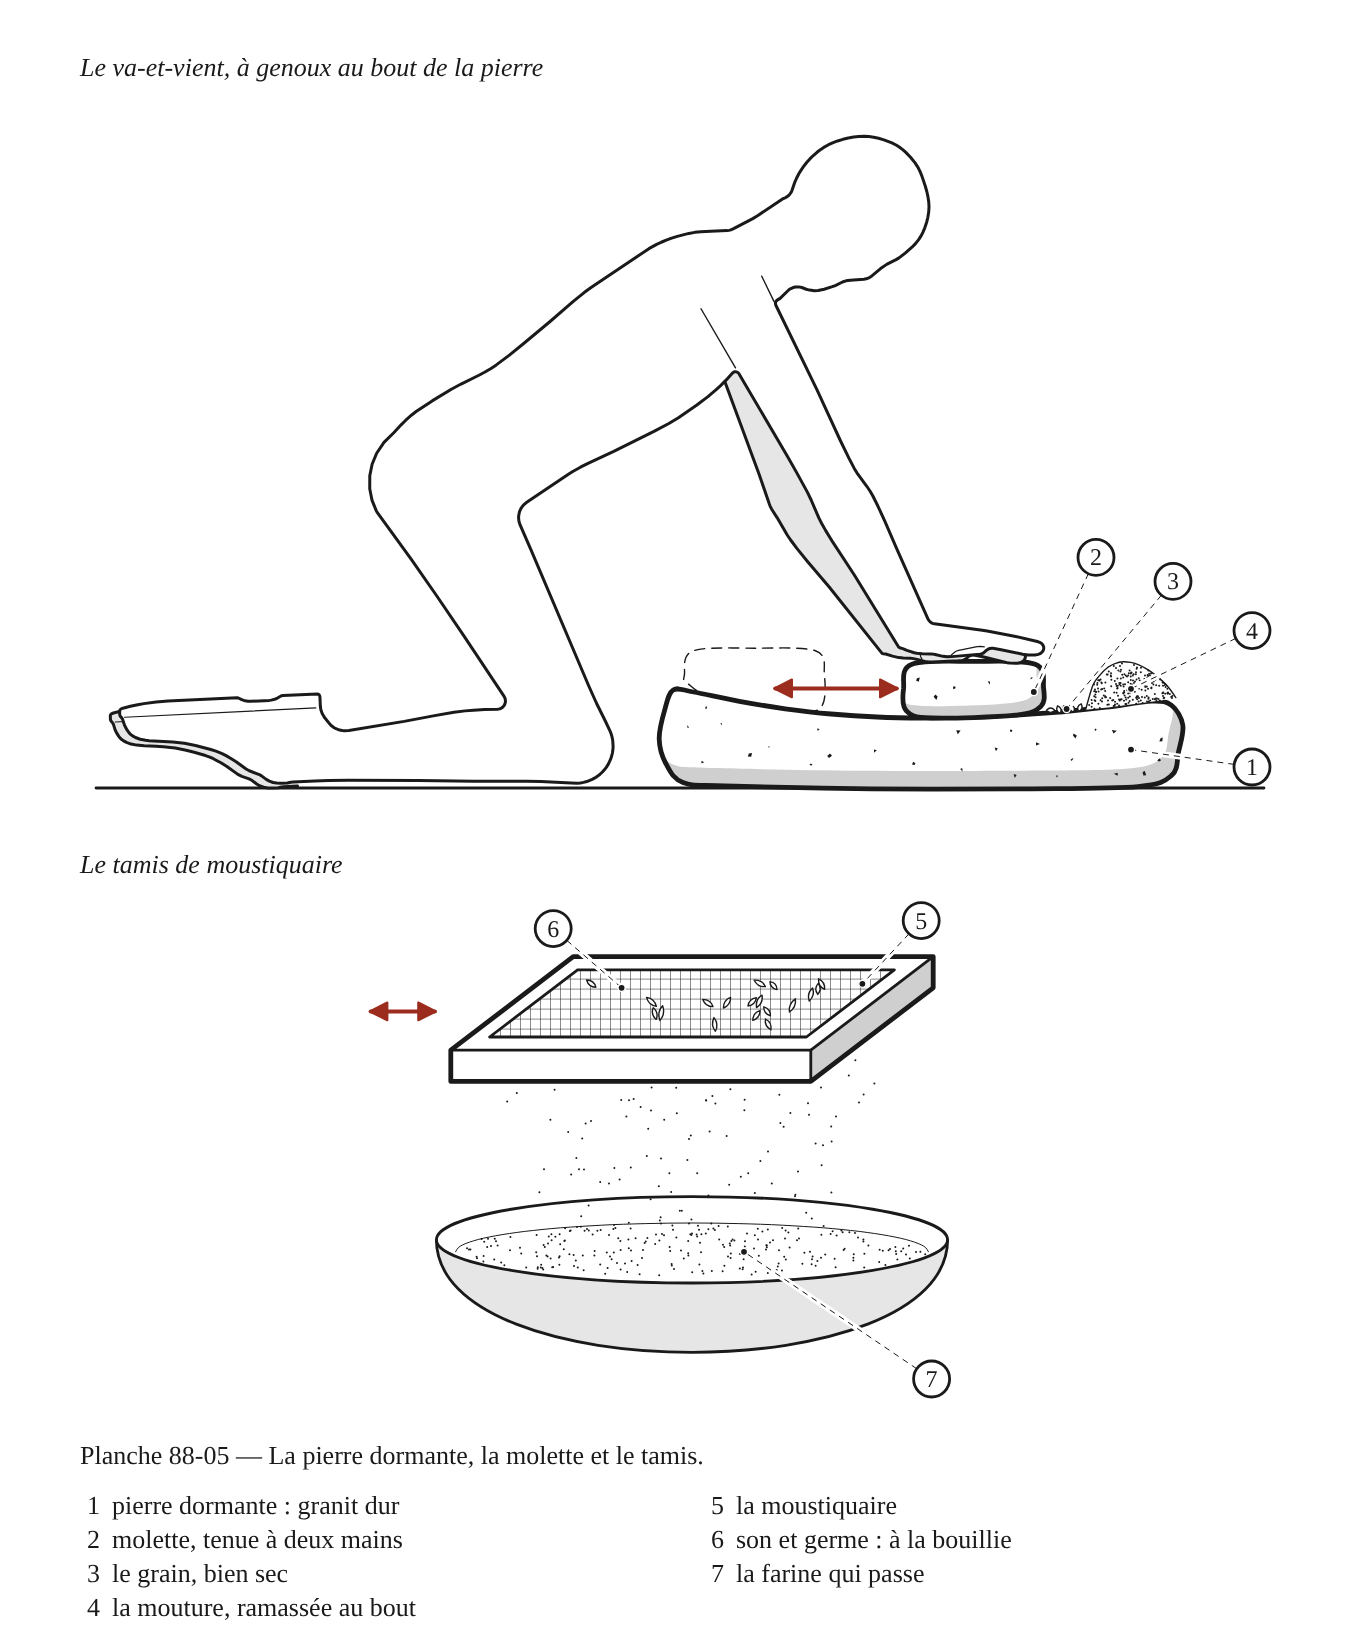 Le va-et-vient, à genoux au bout de la pierre
2
3
4
1
Le tamis de moustiquaire
6
5
7
Planche 88-05 — La pierre dormante, la molette et le tamis.
1 pierre dormante : granit dur
2 molette, tenue à deux mains
3 le grain, bien sec
4 la mouture, ramassée au bout
5 la moustiquaire
6 son et germe : à la bouillie
7 la farine qui passe